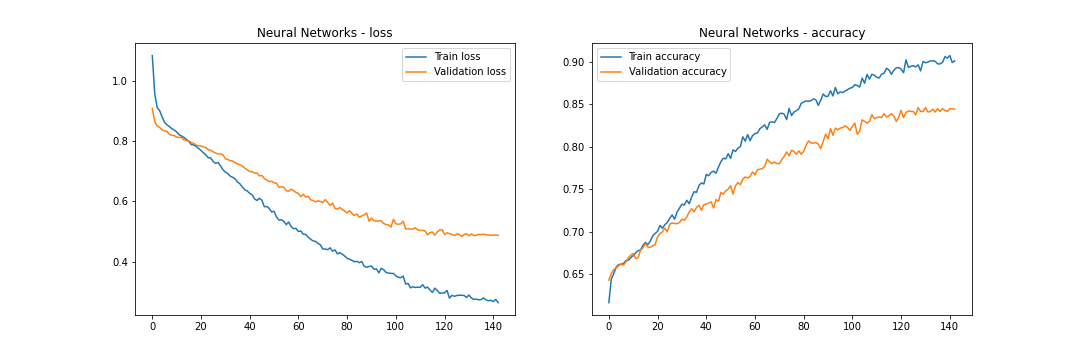 Neural Networks - loss
Train loss
Validation loss
1.0
0.8
0.6
0.4
0 20 40 60 80 100 120 140
Neural Networks - accuracy
Train accuracy
Validation accuracy
0.90
0.85
0.80
0.75
0.70
0.65
0 20 40 60 80 100 120 140